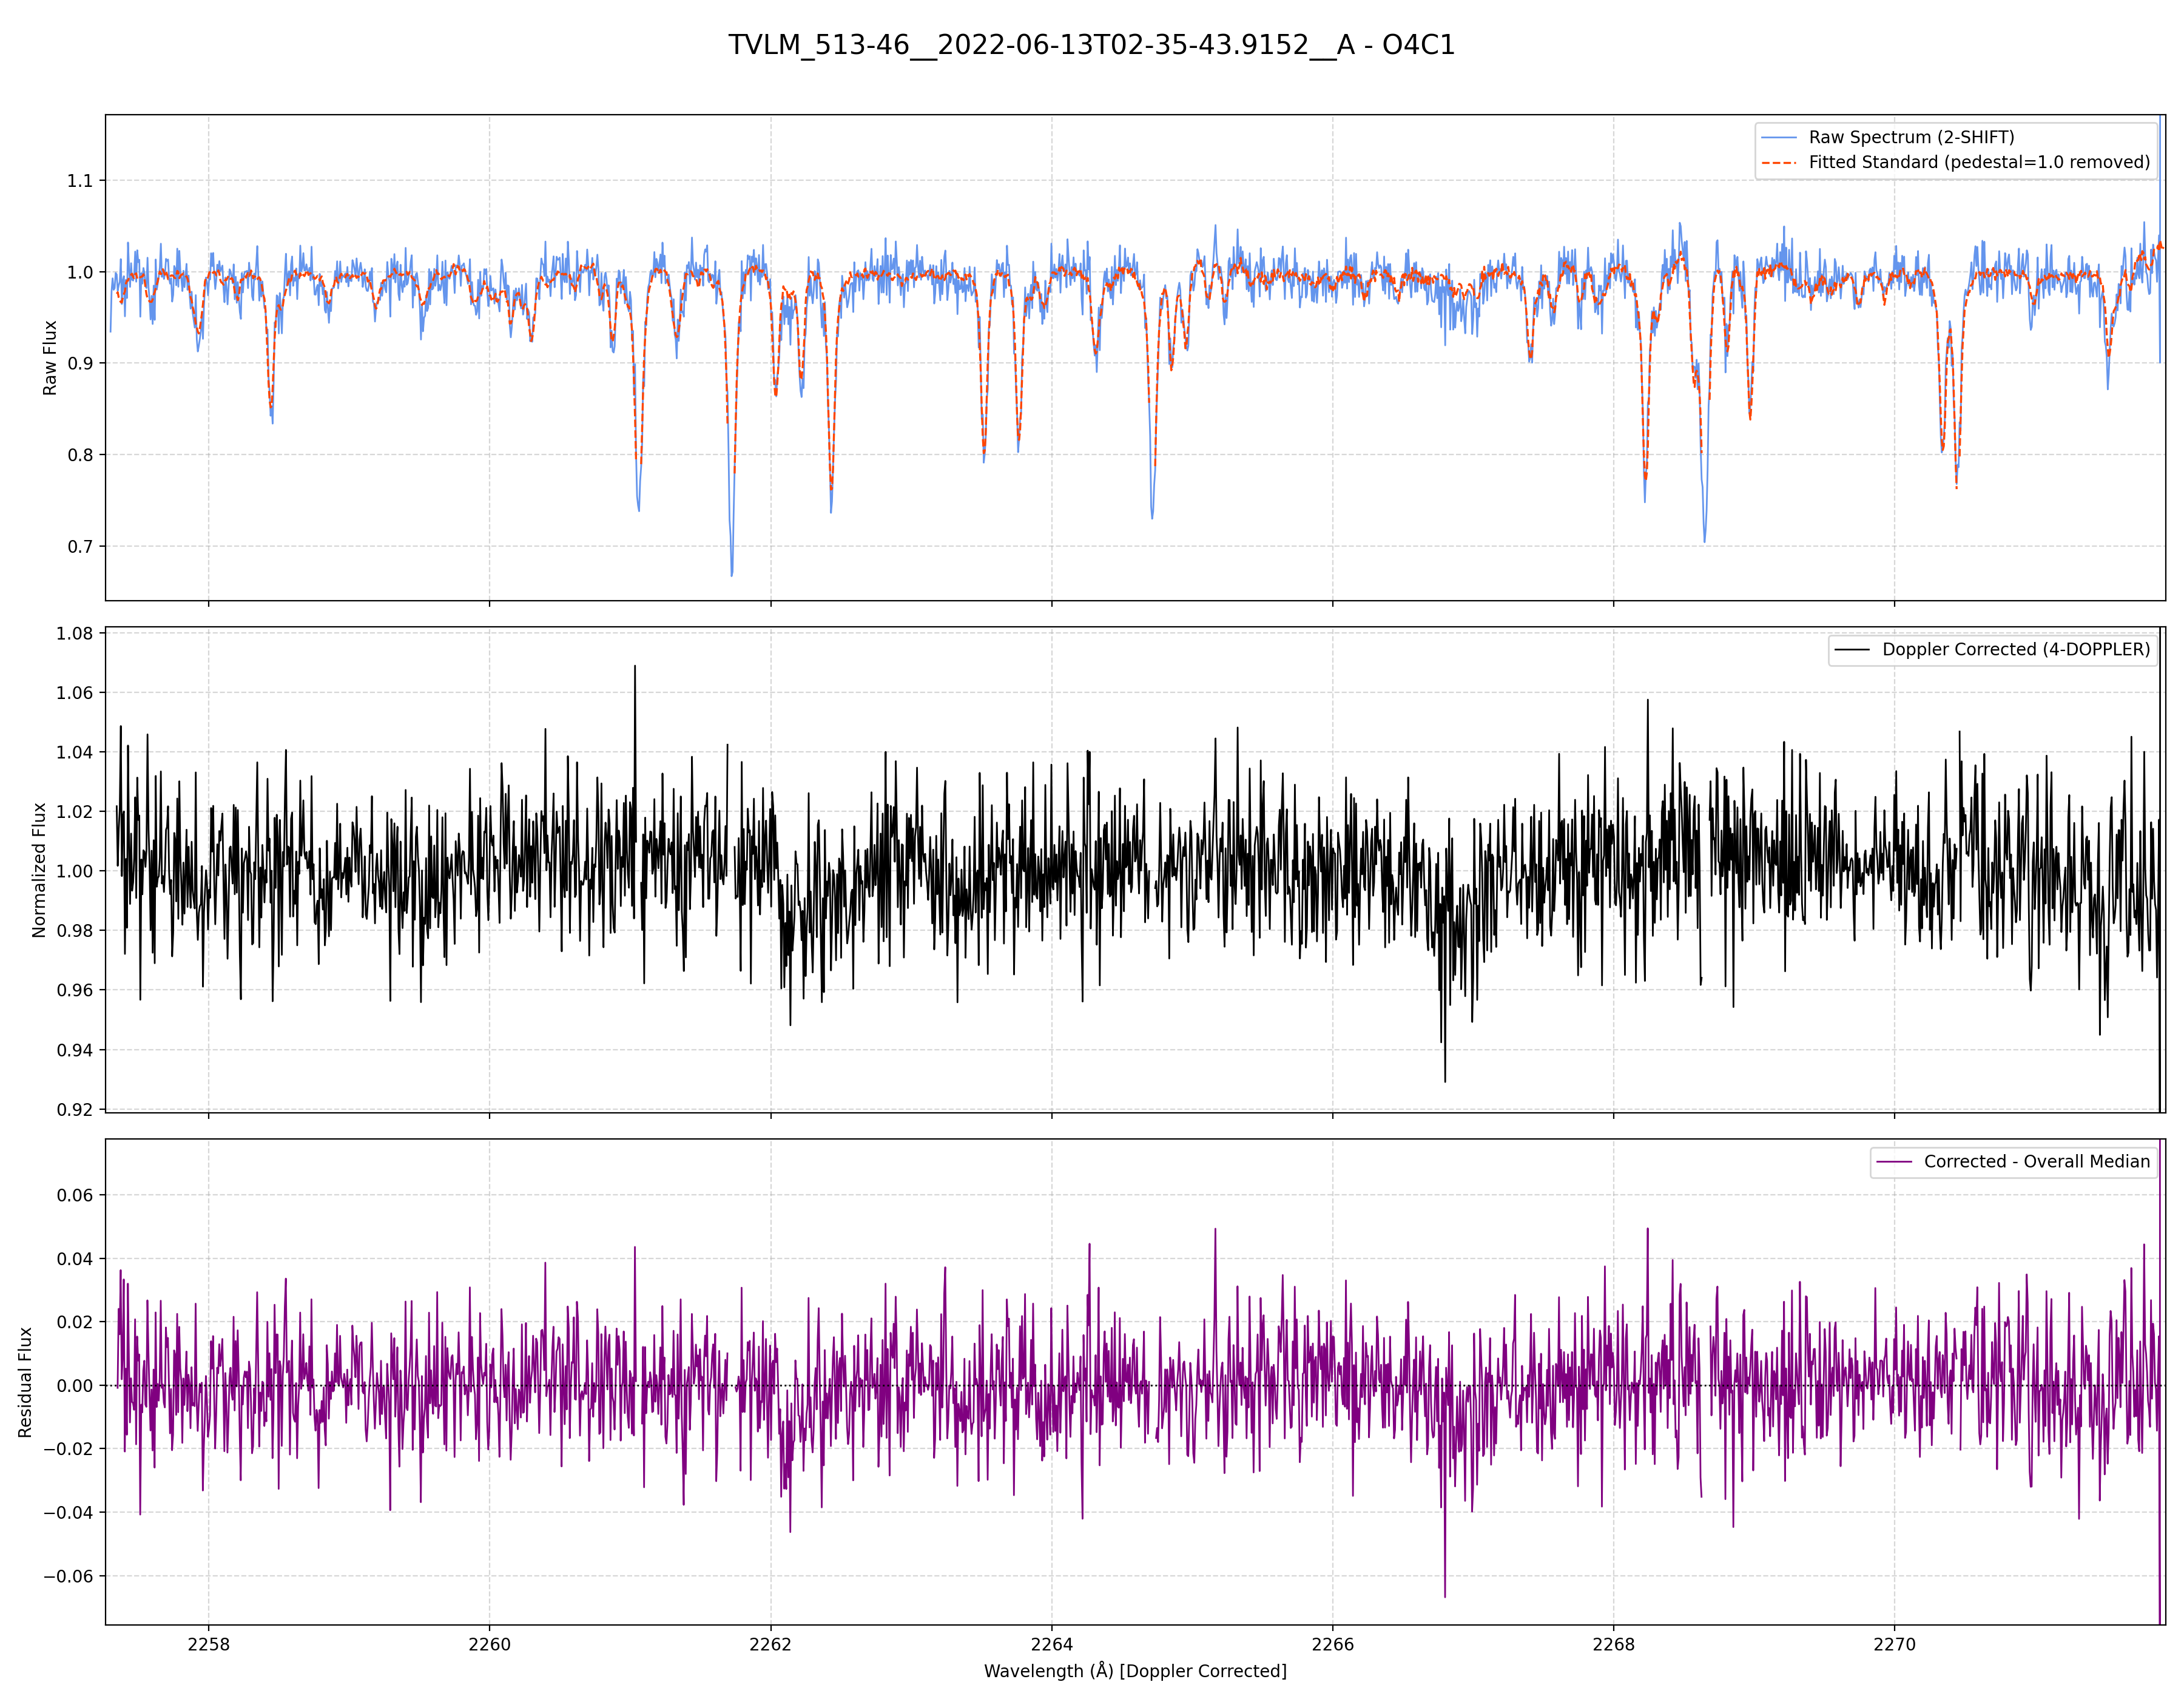 TVLM_513-46__2022-06-13T02-35-43.9152__A - O4C1
Raw Spectrum (2-SHIFT)
Fitted Standard (pedestal=1.0 removed)
Raw Flux
1.1
1.0
0.9
0.8
0.7
Doppler Corrected (4-DOPPLER)
Normalized Flux
1.08
1.06
1.04
1.02
1.00
0.98
0.96
0.94
0.92
Corrected - Overall Median
Residual Flux
0.06
0.04
0.02
0.00
−0.02
−0.04
−0.06
2258 2260 2262 2264 2266 2268 2270
Wavelength (Å) [Doppler Corrected]